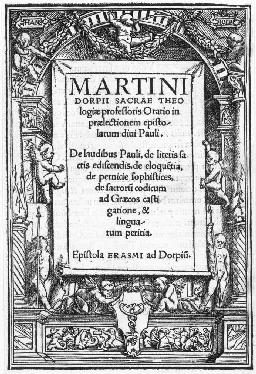 MARTINI
DORPII SACRAE THEO
logiæ professoris Oratio in
prælectionem episto-
larum diui Pauli.
De laudibus Pauli, de literis sa
cris ediscendis, de eloquẽtia,
de pernicie sophistices,
de sacrorũ codicum
ad Græcos casti
gatione, &
lingua-
rum peritia.
Epistola ERASMI ad Dorpiũ.